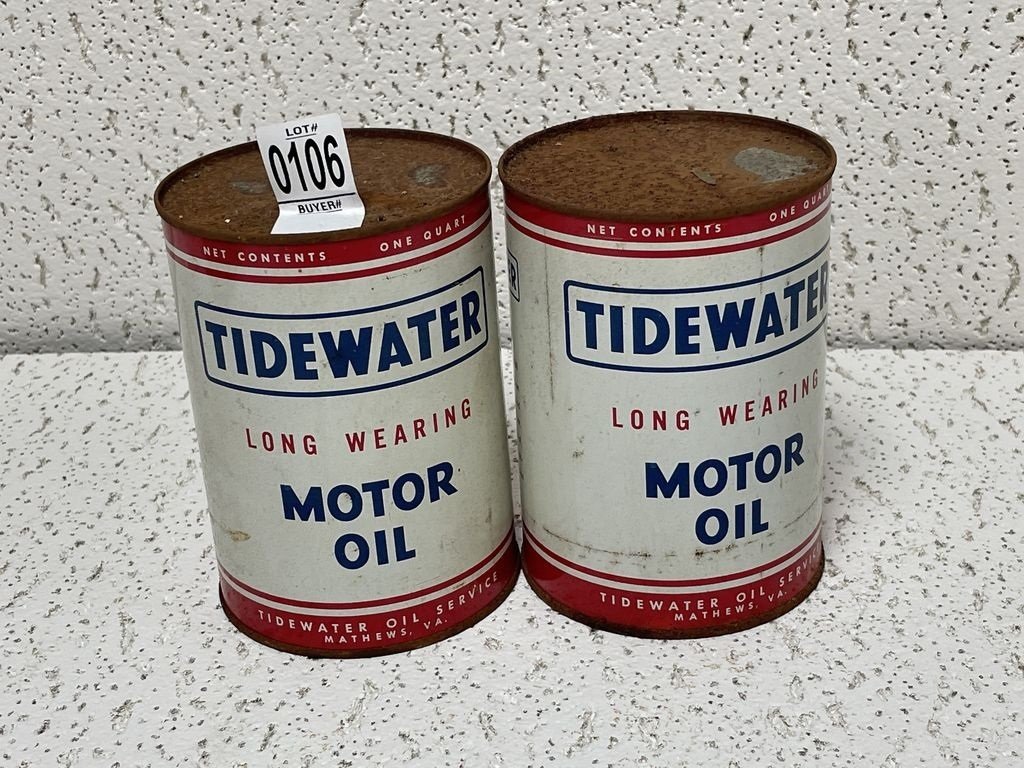 LOT#
0106
BUYER#
NET CONTENTS ONE QUART
TIDEWATER
LONG WEARING
MOTOR
OIL
TIDEWATER OIL SERVICE
MATHEWS, VA.
R
NET CONTENTS ONE QUAR
TIDEWATER
LONG WEARING
MOTOR
OIL
TIDEWATER OIL SERVICE
MATHEWS, VA.